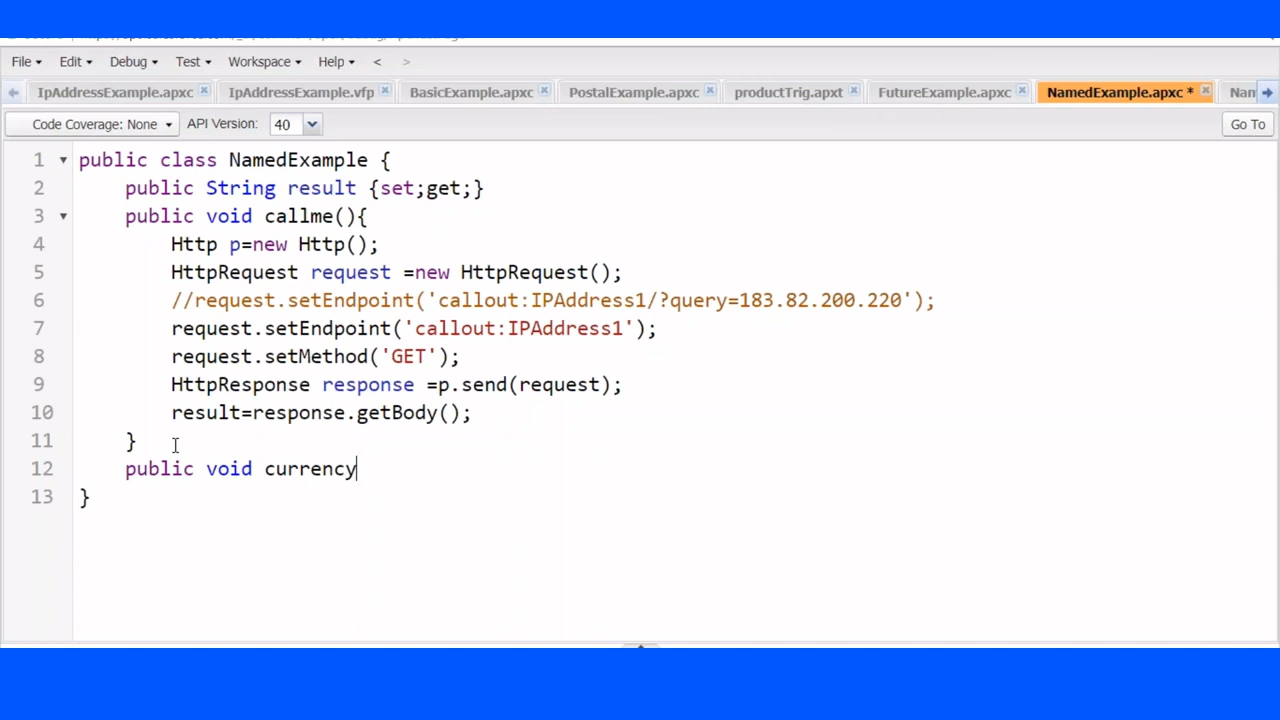 File Edit Debug Test Workspace Help < >
IpAddressExample.apxc IpAddressExample.vfp BasicExample.apxc PostalExample.apxc productTrig.apxt FutureExample.apxc NamedExample.apxc * Nam
Code Coverage: None API Version: 40 Go To
1 public class NamedExample {
2 public String result {set;get;}
3 public void callme(){
4 Http p=new Http();
5 HttpRequest request =new HttpRequest();
6 //request.setEndpoint('callout:IPAddress1/?query=183.82.200.220');
7 request.setEndpoint('callout:IPAddress1');
8 request.setMethod('GET');
9 HttpResponse response =p.send(request);
10 result=response.getBody();
11 }
12 public void currency
13 }